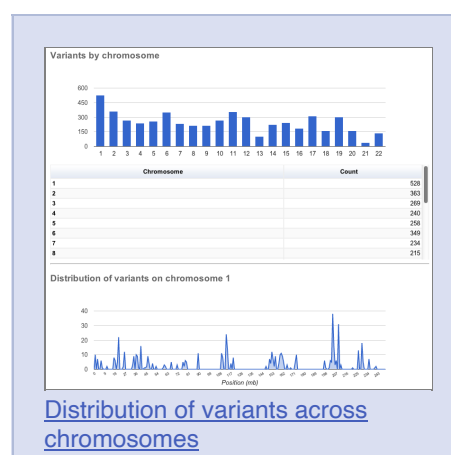 Variants by chromosome
600
450
300
150
0
1 2 3 4 5 6 7 8 9 10 11 12 13 14 15 16 17 18 19 20 21 22
Chromosome Count
1 528
2 363
3 269
4 240
5 258
6 349
7 234
8 215
Distribution of variants on chromosome 1
40
30
20
10
0
Position (mb)
Distribution of variants across
chromosomes